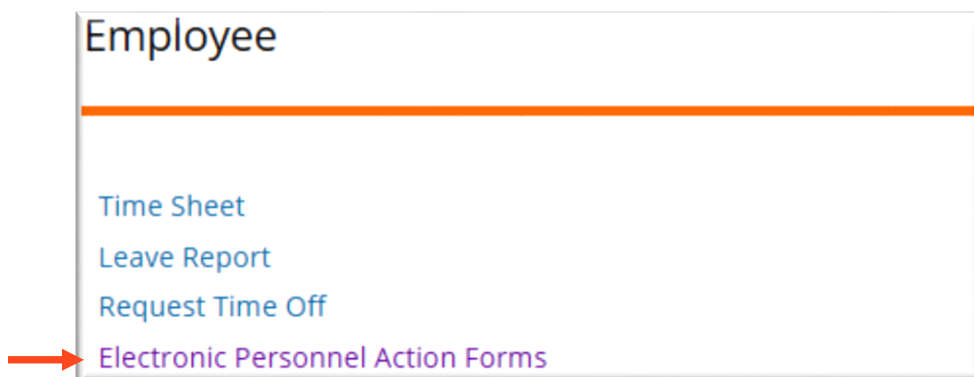 Employee
Time Sheet
Leave Report
Request Time Off
Electronic Personnel Action Forms